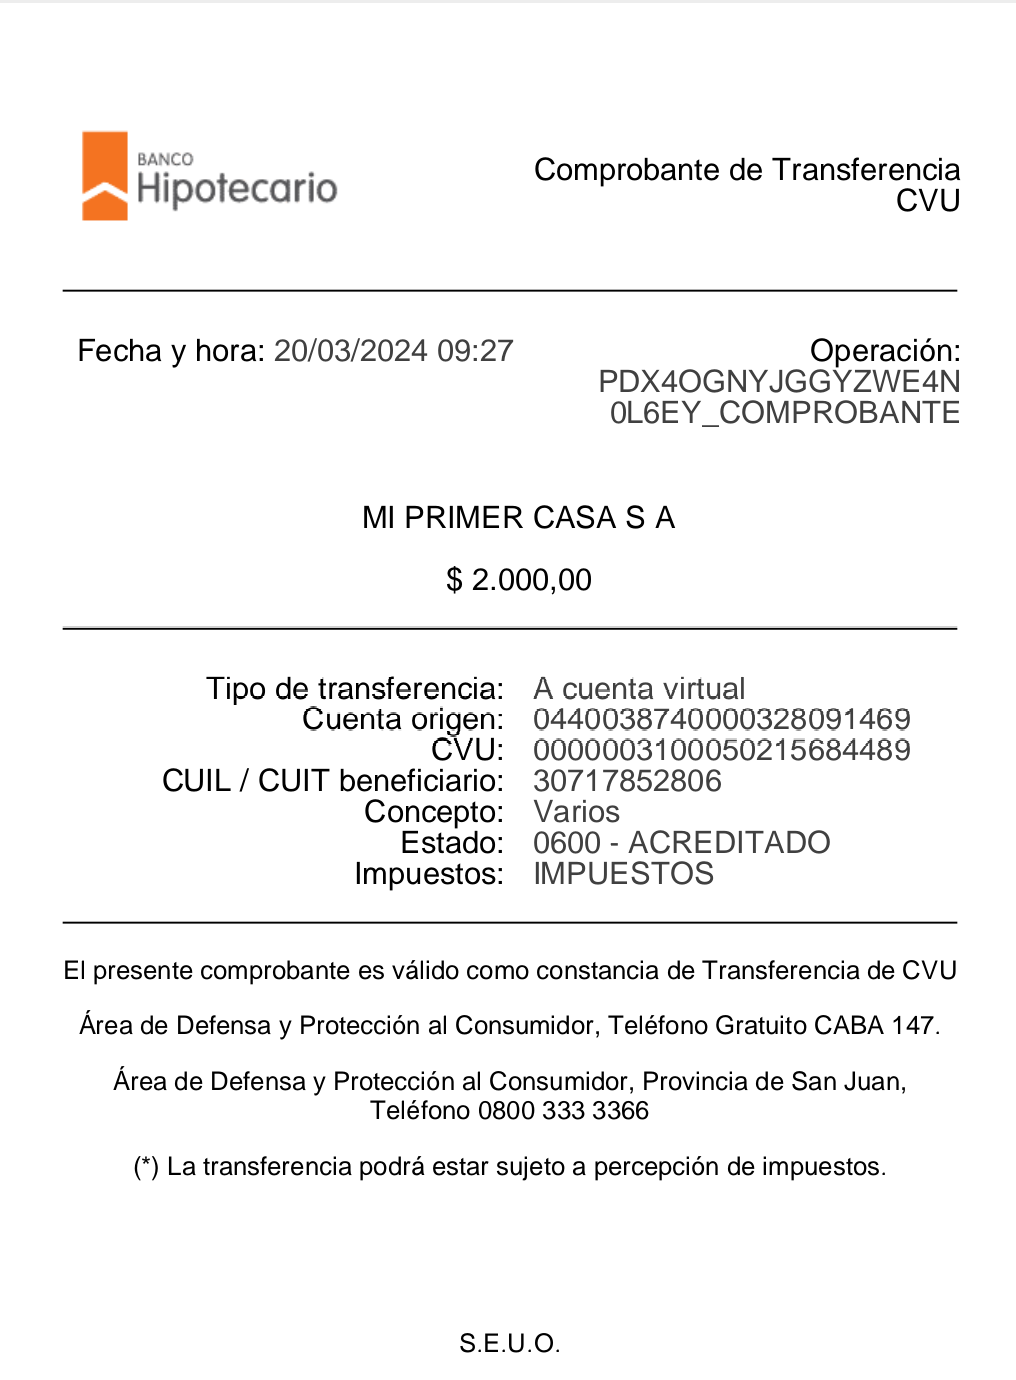 BANCO
Hipotecario
Comprobante de Transferencia
CVU
Fecha y hora: 20/03/2024 09:27
Operación:
PDX4OGNYJGGYZWE4N
0L6EY_COMPROBANTE
MI PRIMER CASA S A
$ 2.000,00
Tipo de transferencia: A cuenta virtual
Cuenta origen: 0440038740000328091469
CVU: 0000003100050215684489
CUIL / CUIT beneficiario: 30717852806
Concepto: Varios
Estado: 0600 - ACREDITADO
Impuestos: IMPUESTOS
El presente comprobante es válido como constancia de Transferencia de CVU
Área de Defensa y Protección al Consumidor, Teléfono Gratuito CABA 147.
Área de Defensa y Protección al Consumidor, Provincia de San Juan,
Teléfono 0800 333 3366
(*) La transferencia podrá estar sujeto a percepción de impuestos.
S.E.U.O.